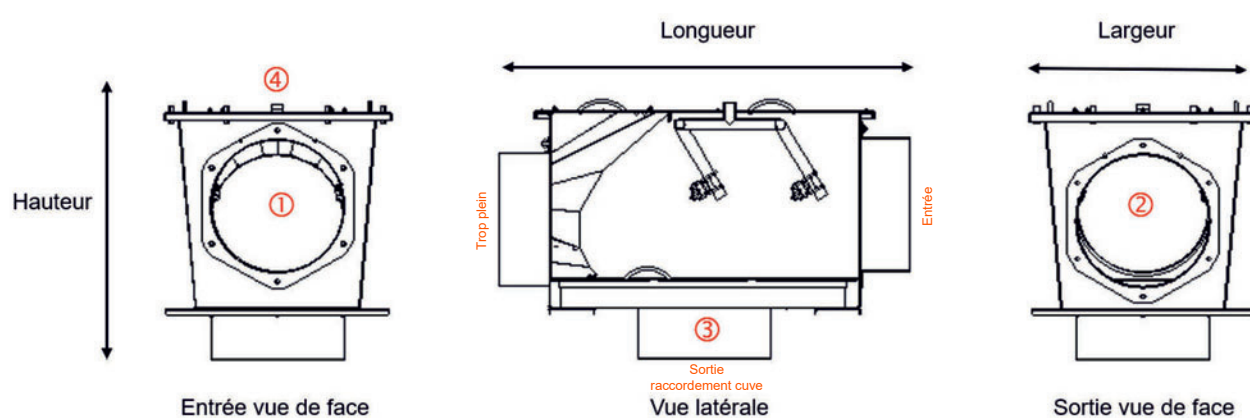 Longueur
Largeur
④
Hauteur
①
Trop plein
Entrée
②
③
Sortie
raccordement cuve
Entrée vue de face
Vue latérale
Sortie vue de face